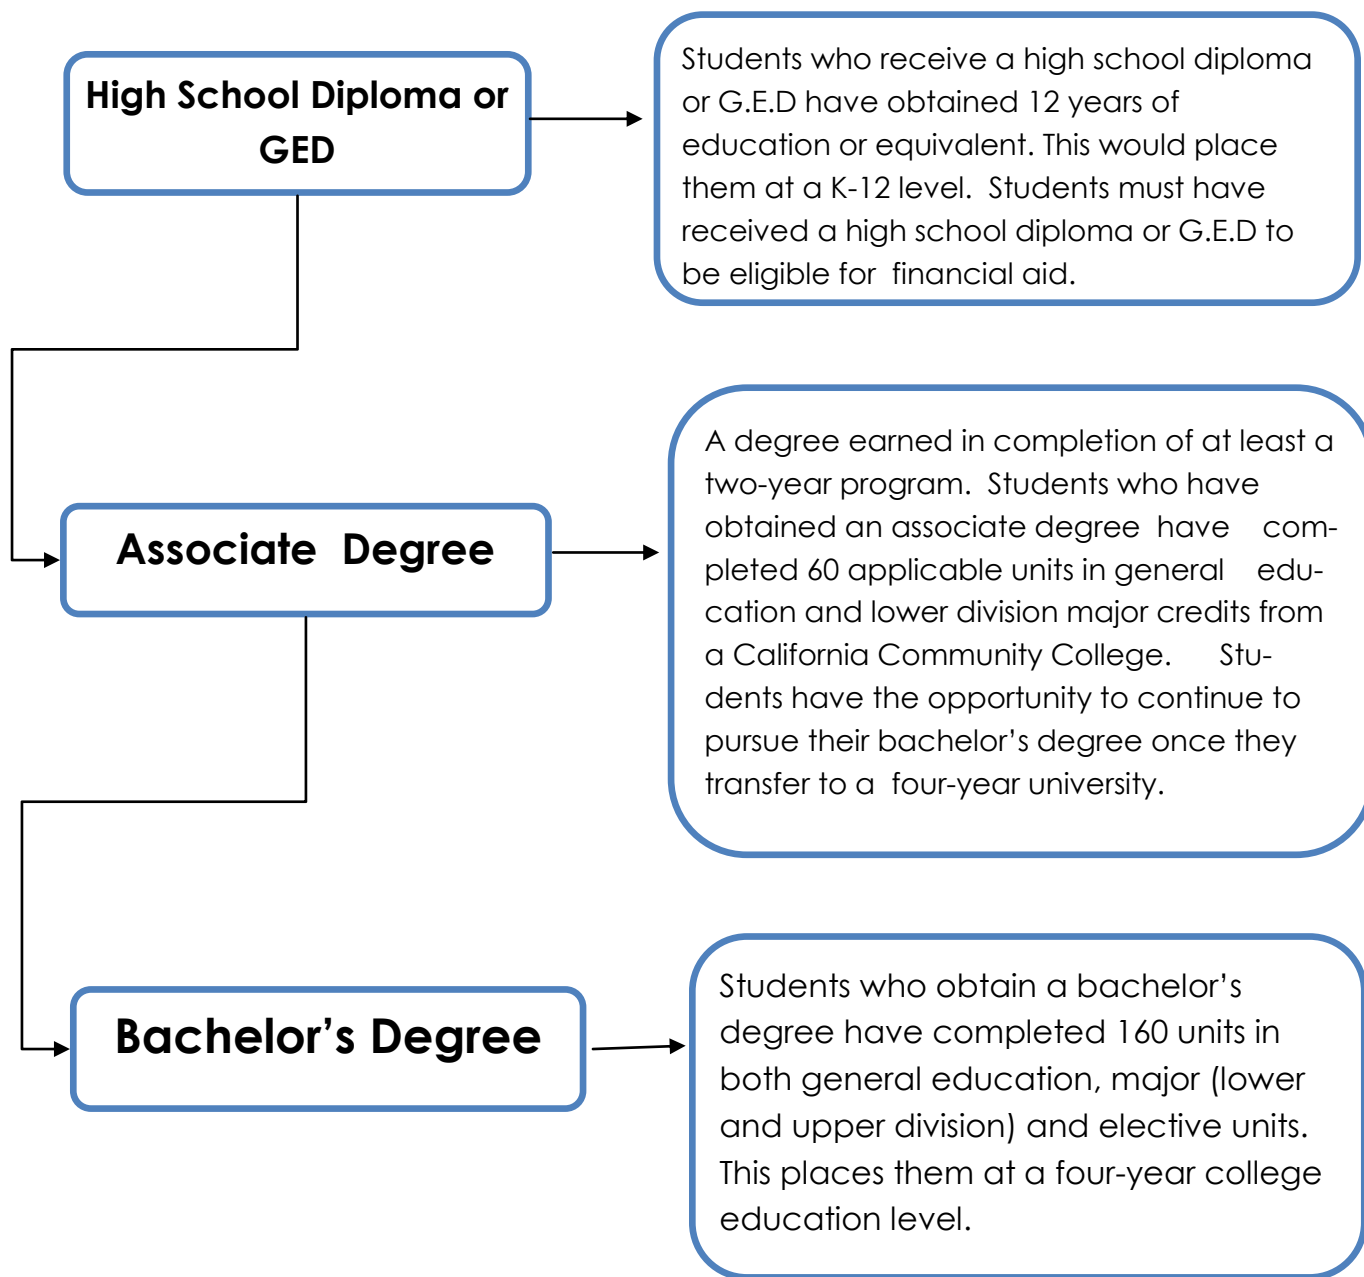 High School Diploma or
GED
Students who receive a high school diploma
or G.E.D have obtained 12 years of
education or equivalent. This would place
them at a K-12 level.  Students must have
received a high school diploma or G.E.D to
be eligible for  financial aid.
Associate  Degree
A degree earned in completion of at least a
two-year program.  Students who have
obtained an associate degree  have    com-
pleted 60 applicable units in general    edu-
cation and lower division major credits from
a California Community College.      Stu-
dents have the opportunity to continue to
pursue their bachelor’s degree once they
transfer to a  four-year university.
Bachelor’s Degree
Students who obtain a bachelor’s
degree have completed 160 units in
both general education, major (lower
and upper division) and elective units.
This places them at a four-year college
education level.